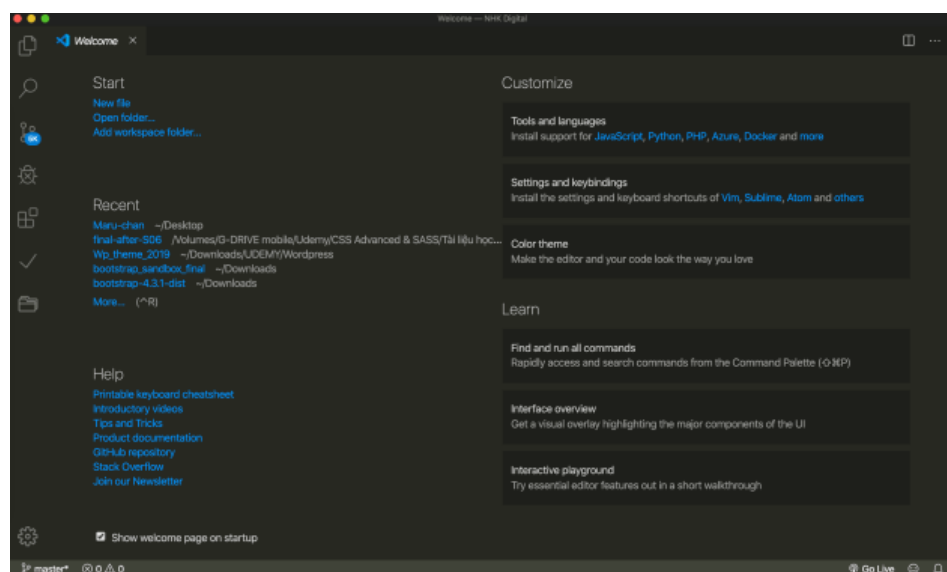 Welcome — NHK Digital
Welcome
Start
New file
Open folder...
Add workspace folder...
Recent
Maru-chan ~/Desktop
final-after-S06 /Volumes/G-DRIVE mobile/Udemy/CSS Advanced & SASS/Tài liệu học...
Wp_theme_2019 ~/Downloads/UDEMY/Wordpress
bootstrap_sandbox_final ~/Downloads
bootstrap-4.3.1-dist ~/Downloads
More... (^R)
Help
Printable keyboard cheatsheet
Introductory videos
Tips and Tricks
Product documentation
GitHub repository
Stack Overflow
Join our Newsletter
Show welcome page on startup
Customize
Tools and languages
Install support for JavaScript, Python, PHP, Azure, Docker and more
Settings and keybindings
Install the settings and keyboard shortcuts of Vim, Sublime, Atom and others
Color theme
Make the editor and your code look the way you love
Learn
Find and run all commands
Rapidly access and search commands from the Command Palette (⇧⌘P)
Interface overview
Get a visual overlay highlighting the major components of the UI
Interactive playground
Try essential editor features out in a short walkthrough
master* 0 0 Go Live